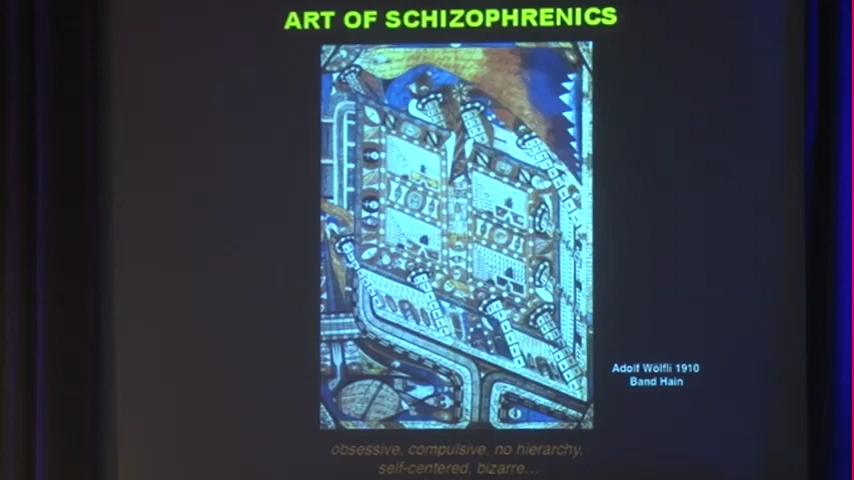 ART OF SCHIZOPHRENICS
Adolf Wölfli 1910
Band Hain
obsessive, compulsive, no hierarchy,
self-centered, bizarre...